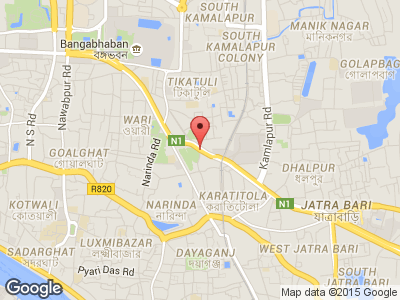 SOUTH
KAMALAPUR
Bangabhaban
বঙ্গভবন
SOUTH
KAMALAPUR
COLONY
MANIK NAGAR
মানিকনগর
GOLAPBAG
গোলাপবাগ
TIKATULI
টিকাটুলি
Nawabpur Rd
N S Rd
WARI
ওয়ারী
N1
Narinda Rd
Kamlapur Rd
GOALGHAT
গোয়ালঘাট
DHALPUR
ধলপুর
R820
KOTWALI
কোতয়ালী
NARINDA
নারিন্দা
KARATITOLA
করাতিটোলা
N1
JATRA BARI
যাত্রাবাড়ি
SADARGHAT
সদরঘাট
LUXMIBAZAR
লক্ষ্মীবাজার
DAYAGANJ
দয়াগঞ্জ
WEST JATRA BARI
Pyari Das Rd
SOUTH
JATRA BARI
Google
Map data ©2015 Google